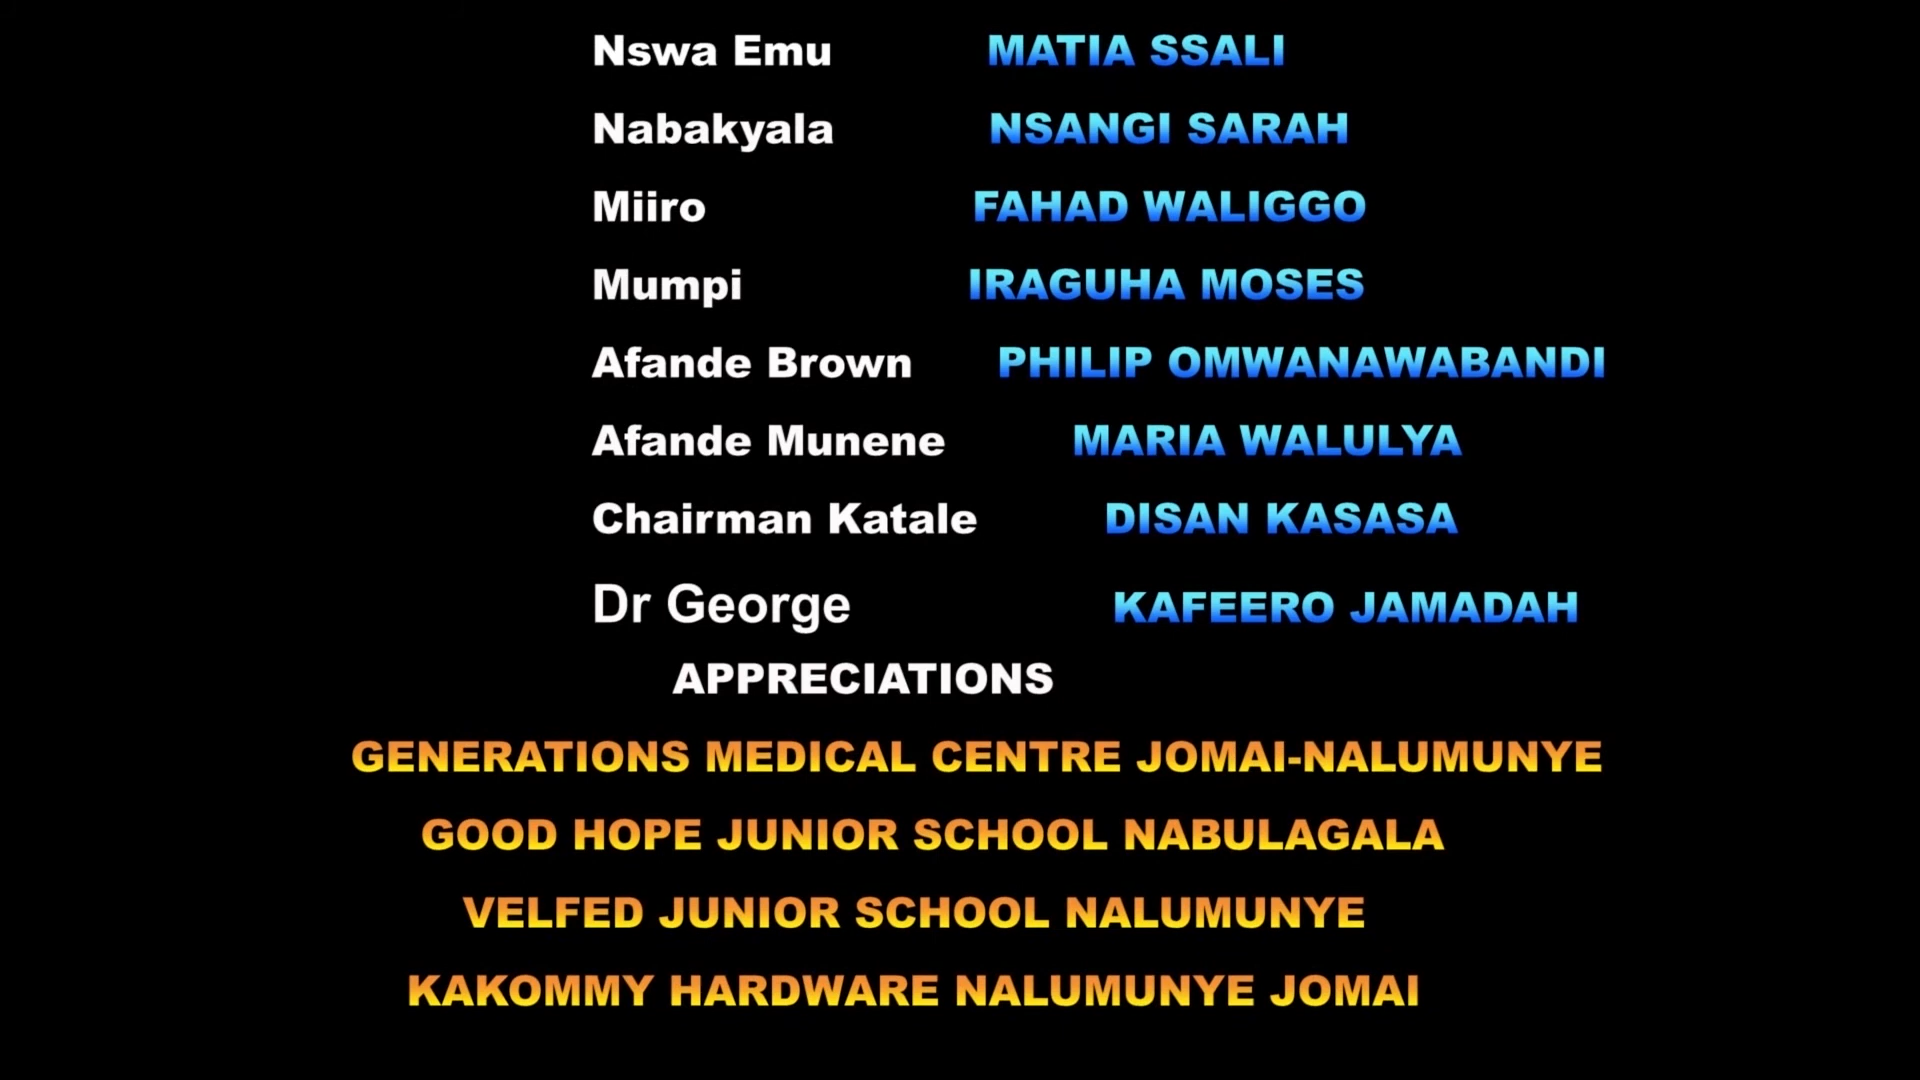 Nswa Emu MATIA SSALI
Nabakyala NSANGI SARAH
Miiro FAHAD WALIGGO
Mumpi IRAGUHA MOSES
Afande Brown PHILIP OMWANAWABANDI
Afande Munene MARIA WALULYA
Chairman Katale DISAN KASASA
Dr George KAFEERO JAMADAH
APPRECIATIONS
GENERATIONS MEDICAL CENTRE JOMAI-NALUMUNYE
GOOD HOPE JUNIOR SCHOOL NABULAGALA
VELFED JUNIOR SCHOOL NALUMUNYE
KAKOMMY HARDWARE NALUMUNYE JOMAI